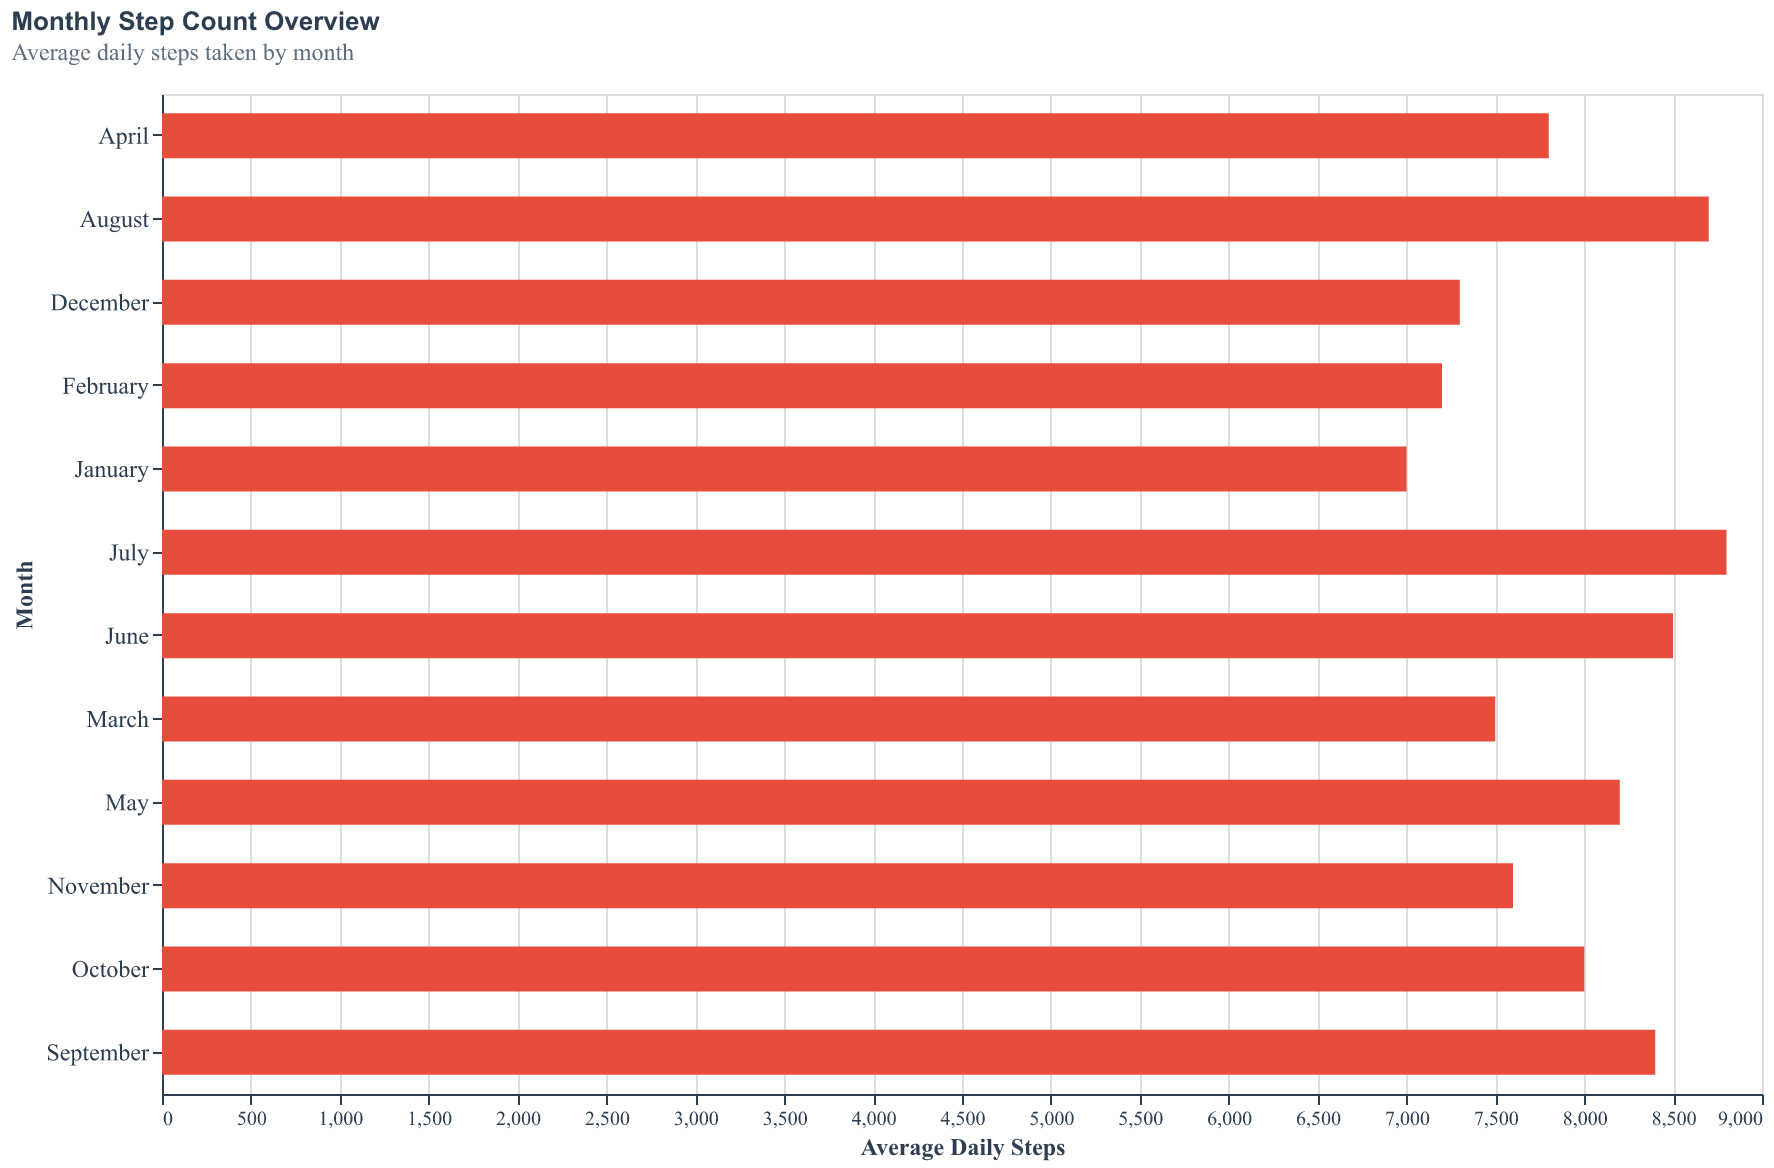 Monthly Step Count Overview
Average daily steps taken by month
Month
April
August
December
February
January
July
June
March
May
November
October
September
0 500 1,000 1,500 2,000 2,500 3,000 3,500 4,000 4,500 5,000 5,500 6,000 6,500 7,000 7,500 8,000 8,500 9,000
Average Daily Steps